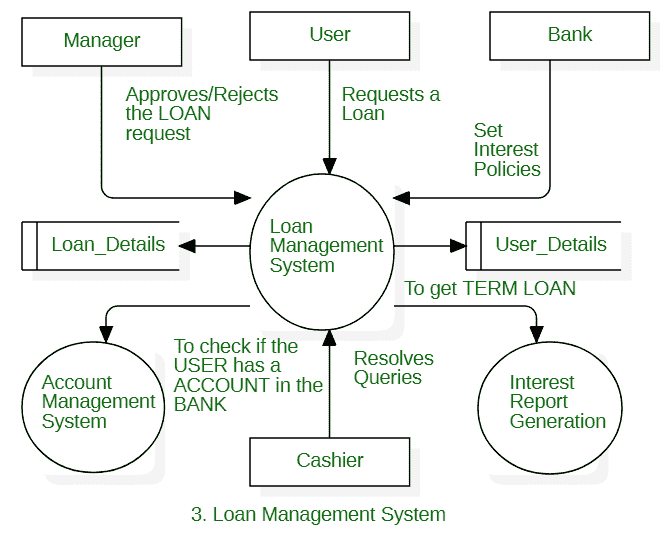 Manager
User
Bank
Approves/Rejects
the LOAN
request
Requests a
Loan
Set
Interest
Policies
Loan_Details
Loan
Management
System
User_Details
To get TERM LOAN
To check if the
USER has a
ACCOUNT in the
BANK
Resolves
Queries
Account
Management
System
Interest
Report
Generation
Cashier
3. Loan Management System